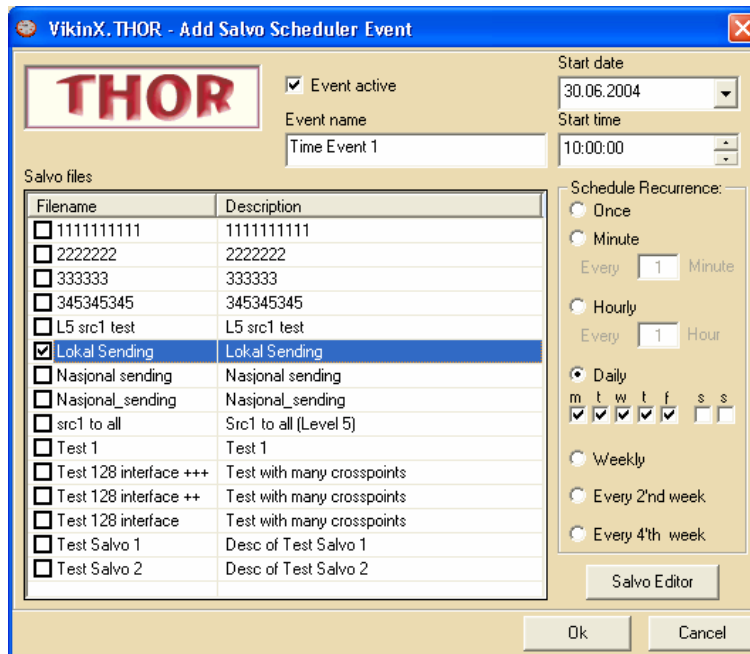 VikinX.THOR - Add Salvo Scheduler Event
THOR
Event active
Event name
Time Event 1
Start date
30.06.2004
Start time
10:00:00
Salvo files
Filename Description
1111111111 1111111111
2222222 2222222
333333 333333
345345345 345345345
L5 src1 test L5 src1 test
Lokal Sending Lokal Sending
Nasjonal sending Nasjonal sending
Nasjonal_sending Nasjonal_sending
src1 to all Src1 to all (Level 5)
Test 1 Test 1
Test 128 interface +++ Test with many crosspoints
Test 128 interface ++ Test with many crosspoints
Test 128 interface Test with many crosspoints
Test Salvo 1 Desc of Test Salvo 1
Test Salvo 2 Desc of Test Salvo 2
Schedule Recurrence:
Once
Minute
Every 1 Minute
Hourly
Every 1 Hour
Daily
m t w t f s s
Weekly
Every 2'nd week
Every 4'th week
Salvo Editor
Ok Cancel